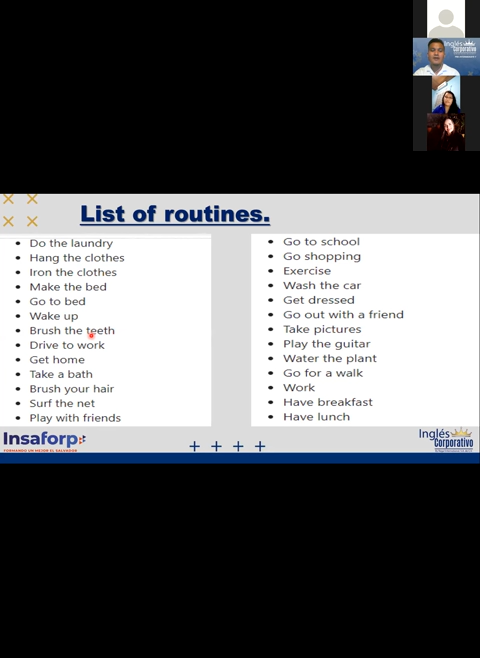 Inglés
Corporativo
List of routines.
Do the laundry
Hang the clothes
Iron the clothes
Make the bed
Go to bed
Wake up
Brush the teeth
Drive to work
Get home
Take a bath
Brush your hair
Surf the net
Play with friends
Go to school
Go shopping
Exercise
Wash the car
Get dressed
Go out with a friend
Take pictures
Play the guitar
Water the plant
Go for a walk
Work
Have breakfast
Have lunch
Insaforp
FORMANDO UN MEJOR EL SALVADOR
Inglés
Corporativo